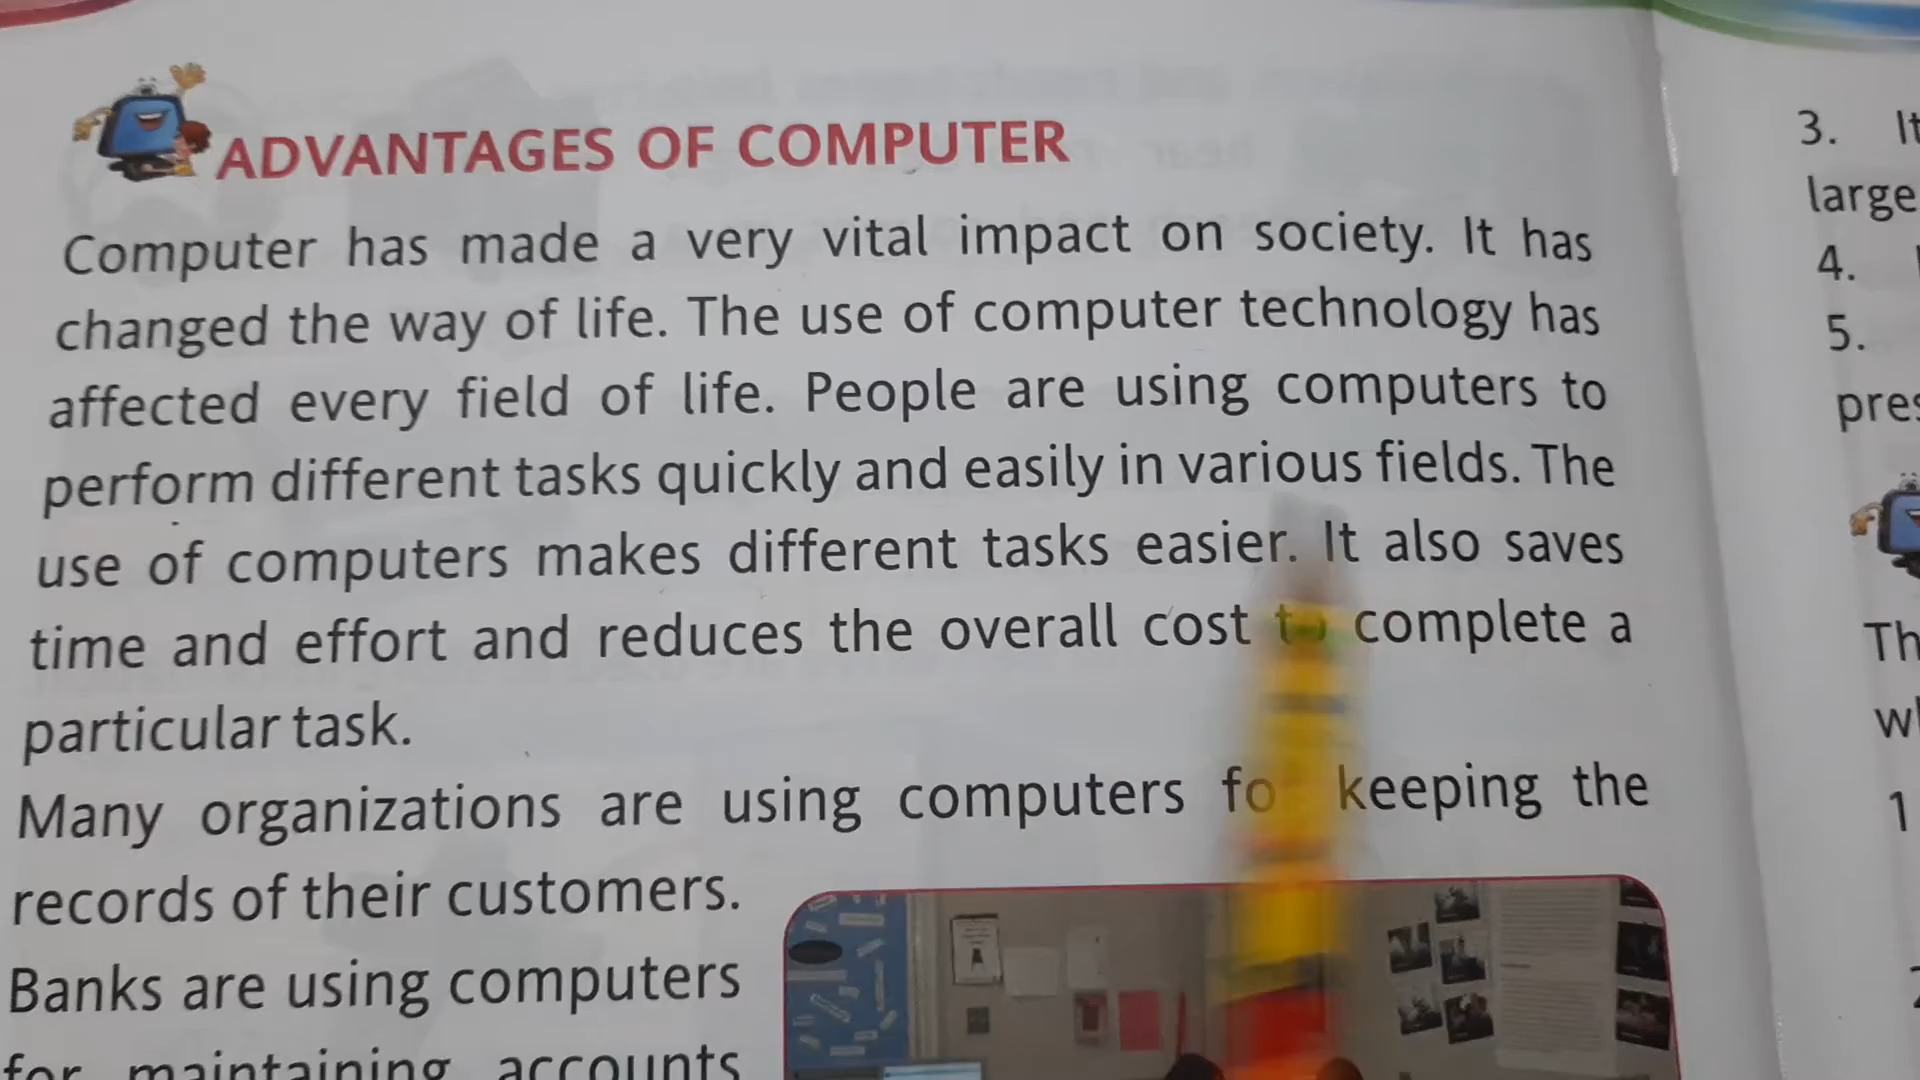 ADVANTAGES OF COMPUTER
Computer has made a very vital impact on society. It has
changed the way of life. The use of computer technology has
affected every field of life. People are using computers to
perform different tasks quickly and easily in various fields. The
use of computers makes different tasks easier. It also saves
time and effort and reduces the overall cost to complete a
particular task.
Many organizations are using computers fo keeping the
records of their customers.
Banks are using computers
for maintaining accounts
3. It
large
4.
5.
pres
Th
wh
1
2